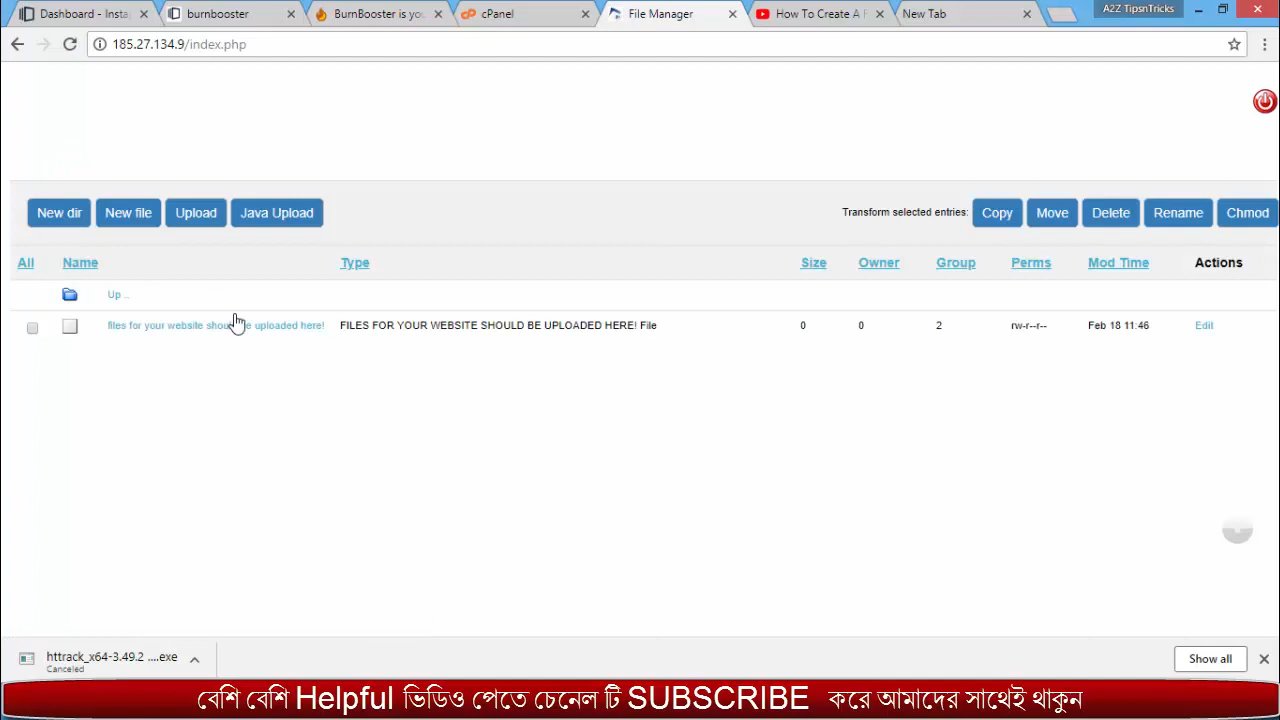 Dashboard - Insta
burnbooster
BurnBooster is you
cPanel
File Manager
How To Create A F
New Tab
A2Z TipsnTricks
185.27.134.9/index.php
New dir New file Upload Java Upload
Transform selected entries: Copy Move Delete Rename Chmod
All Name Type Size Owner Group Perms Mod Time Actions
Up ..
files for your website should be uploaded here! FILES FOR YOUR WEBSITE SHOULD BE UPLOADED HERE! File 0 0 2 rw-r--r-- Feb 18 11:46 Edit
httrack_x64-3.49.2 ....exe
Canceled
Show all
বেশি বেশি Helpful ভিডিও পেতে চেনেল টি SUBSCRIBE করে আমাদের সাথেই থাকুন